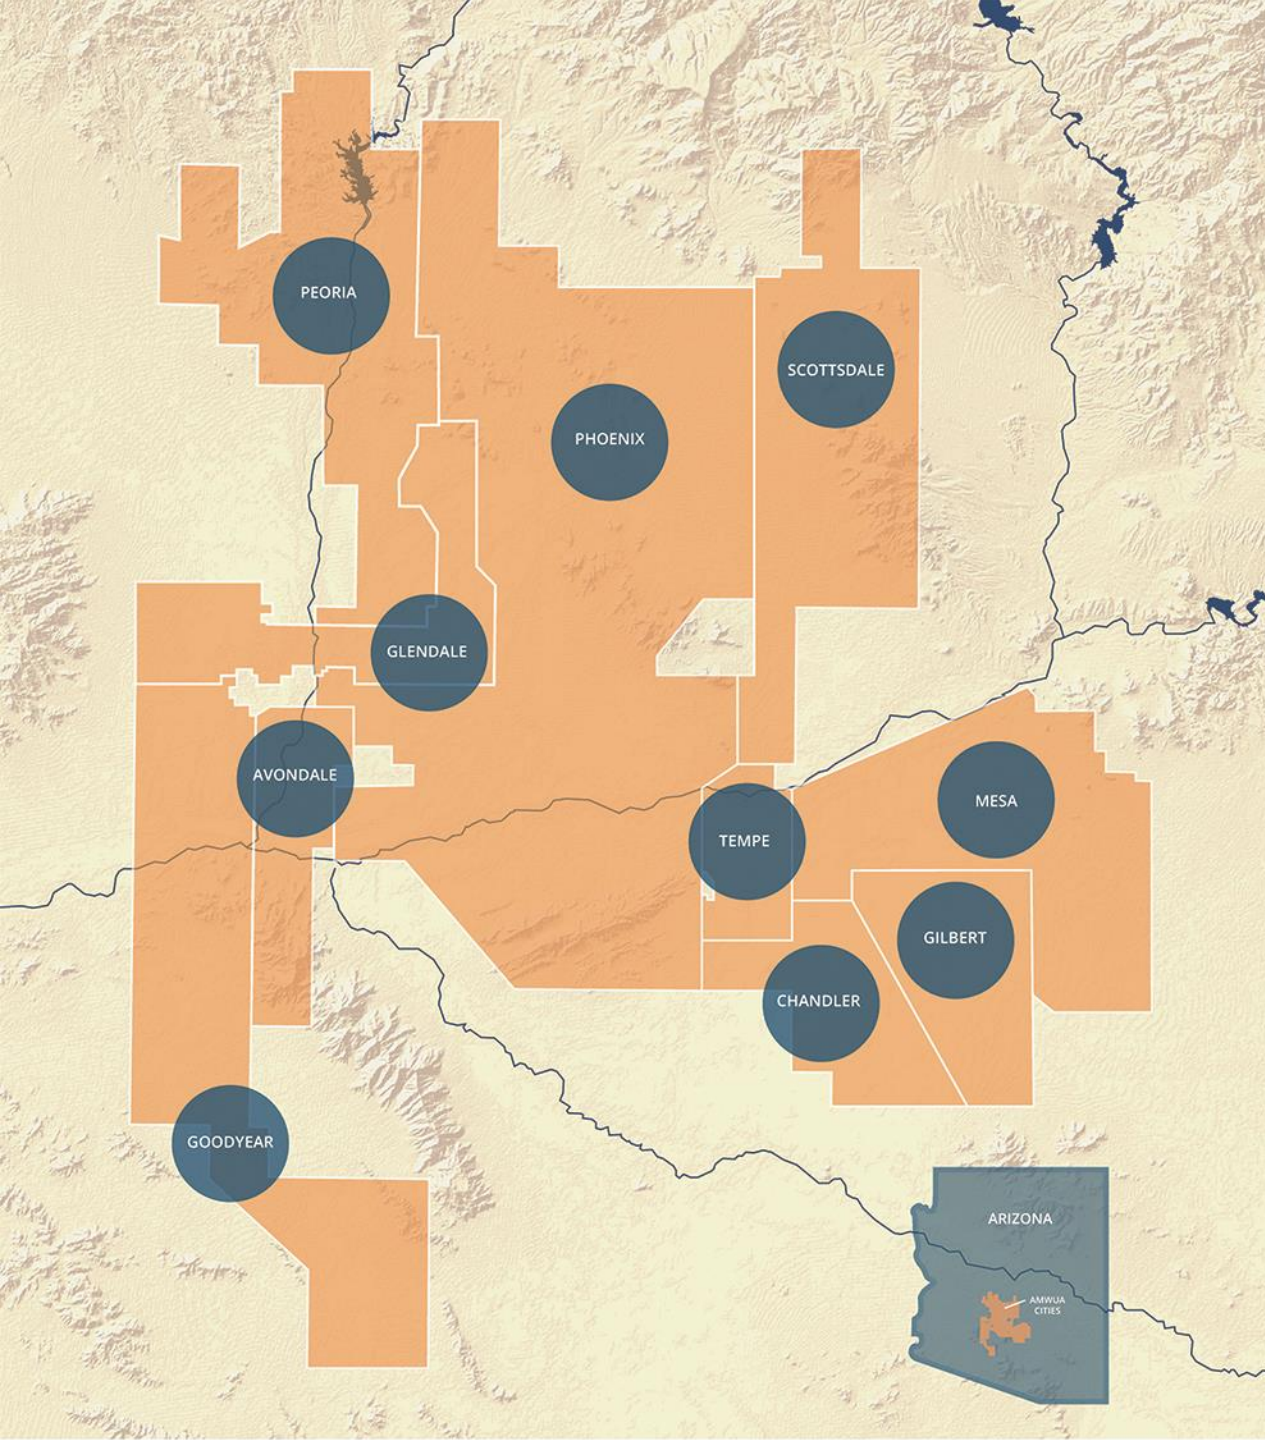 PEORIA
SCOTTSDALE
PHOENIX
GLENDALE
AVONDALE
MESA
TEMPE
GILBERT
CHANDLER
GOODYEAR
ARIZONA
AMWUA
CITIES